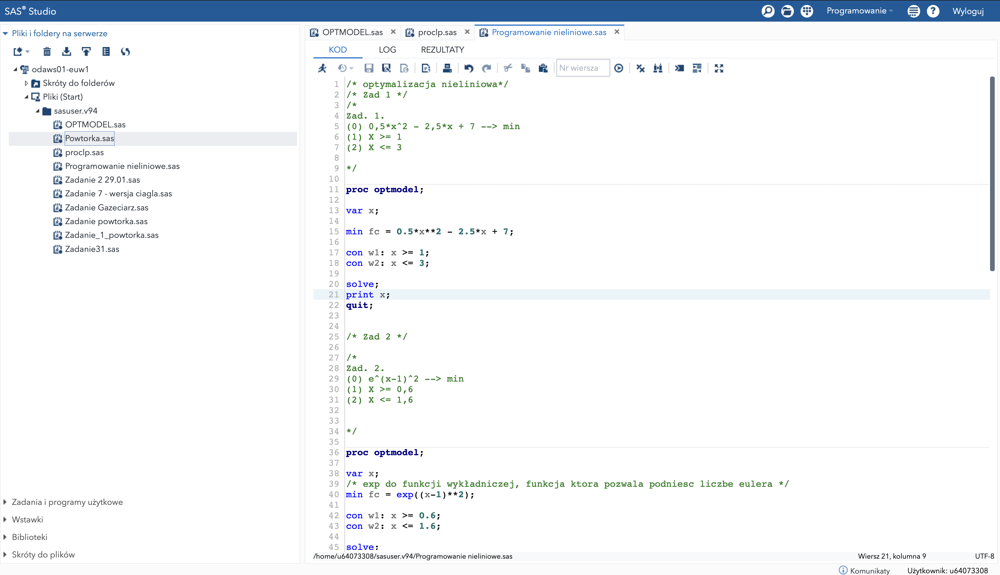 SAS® Studio
Programowanie
Wyloguj
Pliki i foldery na serwerze
odaws01-euw1
Skróty do folderów
Pliki (Start)
sasuser.v94
OPTMODEL.sas
Powtorka.sas
proclp.sas
Programowanie nieliniowe.sas
Zadanie 2 29.01.sas
Zadanie 7 - wersja ciagla.sas
Zadanie Gazeciarz.sas
Zadanie powtorka.sas
Zadanie_1_powtorka.sas
Zadanie31.sas
Zadania i programy użytkowe
Wstawki
Biblioteki
Skróty do plików
OPTMODEL.sas
proclp.sas
Programowanie nieliniowe.sas
KOD LOG REZULTATY
Nr wiersza
1 /* optymalizacja nieliniowa*/
2 /* Zad 1 */
3 /*
4 Zad. 1.
5 (0) 0,5*x^2 - 2,5*x + 7 --> min
6 (1) X >= 1
7 (2) X <= 3
8
9 */
10
11 proc optmodel;
12
13 var x;
14
15 min fc = 0.5*x**2 - 2.5*x + 7;
16
17 con w1: x >= 1;
18 con w2: x <= 3;
19
20 solve;
21 print x;
22 quit;
23
24
25 /* Zad 2 */
26
27 /*
28 Zad. 2.
29 (0) e^(x-1)^2 --> min
30 (1) X >= 0,6
31 (2) X <= 1,6
32
33
34 */
35
36 proc optmodel;
37
38 var x;
39 /* exp do funkcji wykładniczej, funkcja ktora pozwala podniesc liczbe eulera */
40 min fc = exp((x-1)**2);
41
42 con w1: x >= 0.6;
43 con w2: x <= 1.6;
44
45 solve;
/home/u64073308/sasuser.v94/Programowanie nieliniowe.sas
Wiersz 21, kolumna 9
UTF-8
Komunikaty
Użytkownik: u64073308